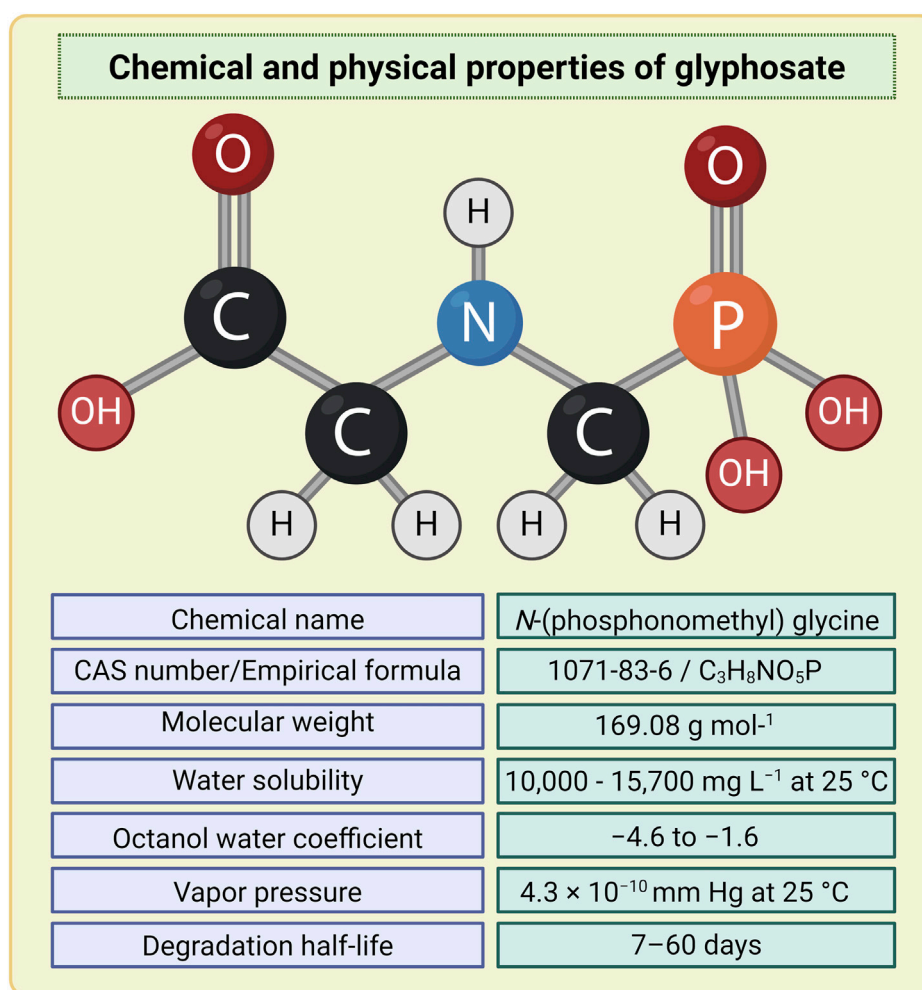 Chemical and physical properties of glyphosate
O
O
H
C
N
P
OH
C
C
OH
OH
H
H
H
H
Chemical name
N-(phosphonomethyl) glycine
CAS number/Empirical formula
1071-83-6 / C₃H₈NO₅P
Molecular weight
169.08 g mol-¹
Water solubility
10,000 - 15,700 mg L⁻¹ at 25 °C
Octanol water coefficient
−4.6 to −1.6
Vapor pressure
4.3 × 10⁻¹⁰ mm Hg at 25 °C
Degradation half-life
7–60 days